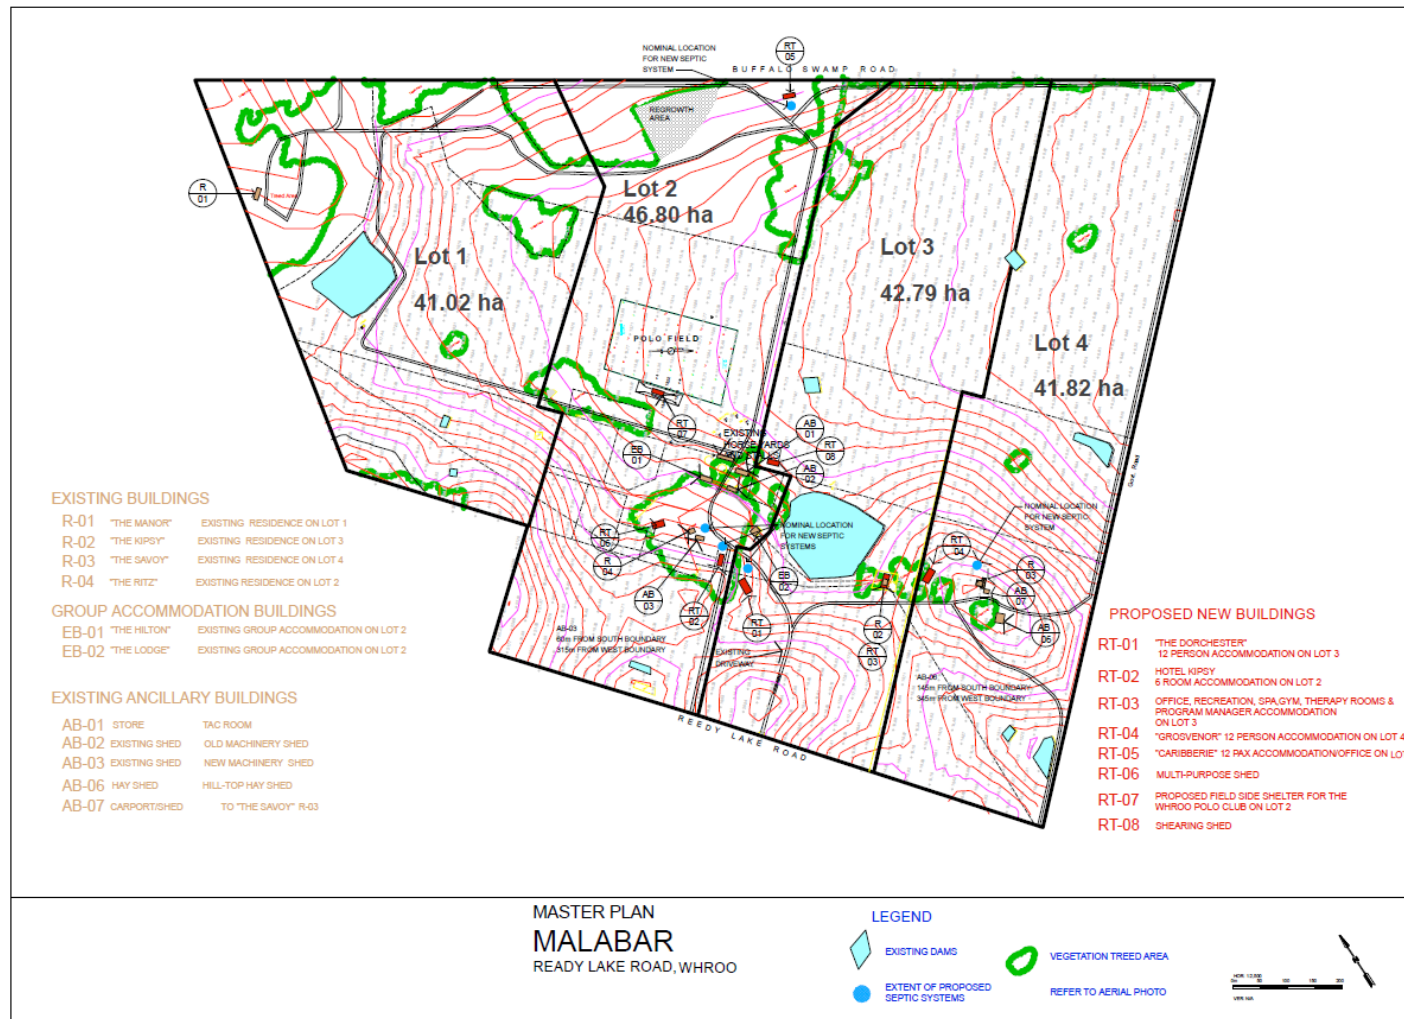 NOMINAL LOCATION
FOR NEW SEPTIC
SYSTEM
RT
05
BUFFALO SWAMP ROAD
REGROWTH
AREA
R
01
Treed Area
Lot 1
41.02 ha
Lot 2
46.80 ha
Lot 3
42.79 ha
Lot 4
41.82 ha
POLO FIELD
RT
07
EXISTING
HORSE YARDS
AB
01
RT
08
AB
02
EB
01
NOMINAL LOCATION
FOR NEW SEPTIC
SYSTEMS
NOMINAL LOCATION
FOR NEW SEPTIC
SYSTEM
RT
06
R
04
AB
03
RT
02
RT
01
EB
02
R
02
RT
03
RT
04
R
03
AB
07
AB
06
AB-03
60m FROM SOUTH BOUNDARY
315m FROM WEST BOUNDARY
EXISTING
DRIVEWAY
AB-06
145m FROM SOUTH BOUNDARY
345m FROM WEST BOUNDARY
REEDY LAKE ROAD
Govt. Road
EXISTING BUILDINGS
R-01 "THE MANOR" EXISTING RESIDENCE ON LOT 1
R-02 "THE KIPSY" EXISTING RESIDENCE ON LOT 3
R-03 "THE SAVOY" EXISTING RESIDENCE ON LOT 4
R-04 "THE RITZ" EXISTING RESIDENCE ON LOT 2
GROUP ACCOMMODATION BUILDINGS
EB-01 "THE HILTON" EXISTING GROUP ACCOMMODATION ON LOT 2
EB-02 "THE LODGE" EXISTING GROUP ACCOMMODATION ON LOT 2
EXISTING ANCILLARY BUILDINGS
AB-01 STORE TAC ROOM
AB-02 EXISTING SHED OLD MACHINERY SHED
AB-03 EXISTING SHED NEW MACHINERY SHED
AB-06 HAY SHED HILL-TOP HAY SHED
AB-07 CARPORT/SHED TO "THE SAVOY" R-03
PROPOSED NEW BUILDINGS
RT-01 "THE DORCHESTER"
12 PERSON ACCOMMODATION ON LOT 3
RT-02 HOTEL KIPSY
6 ROOM ACCOMMODATION ON LOT 2
RT-03 OFFICE, RECREATION, SPA,GYM, THERAPY ROOMS &
PROGRAM MANAGER ACCOMMODATION
ON LOT 3
RT-04 "GROSVENOR" 12 PERSON ACCOMMODATION ON LOT 4
RT-05 "CARIBBERIE" 12 PAX ACCOMMODATION/OFFICE ON LO
RT-06 MULTI-PURPOSE SHED
RT-07 PROPOSED FIELD SIDE SHELTER FOR THE
WHROO POLO CLUB ON LOT 2
RT-08 SHEARING SHED
MASTER PLAN
MALABAR
READY LAKE ROAD, WHROO
LEGEND
EXISTING DAMS
VEGETATION TREED AREA
EXTENT OF PROPOSED
SEPTIC SYSTEMS
REFER TO AERIAL PHOTO